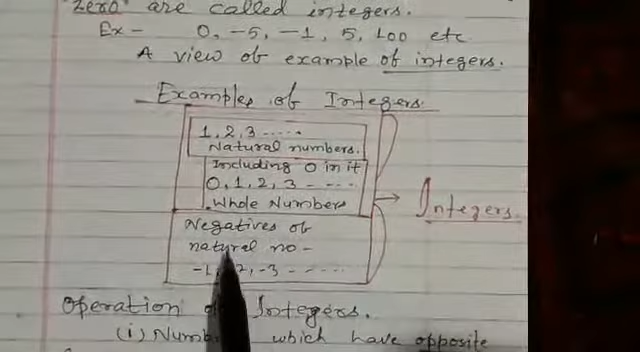 zero are called integers.
Ex- 0, -5, -1, 5, 100 etc
A view of example of integers.
Examples of Integers.
1, 2, 3 .....
Natural numbers.
Including 0 in it
0, 1, 2, 3 - ....
Whole Numbers
Integers.
Negatives of
natural no -
-1, 2, -3 - .....
Operation Integers.
(i) Numb which have opposite